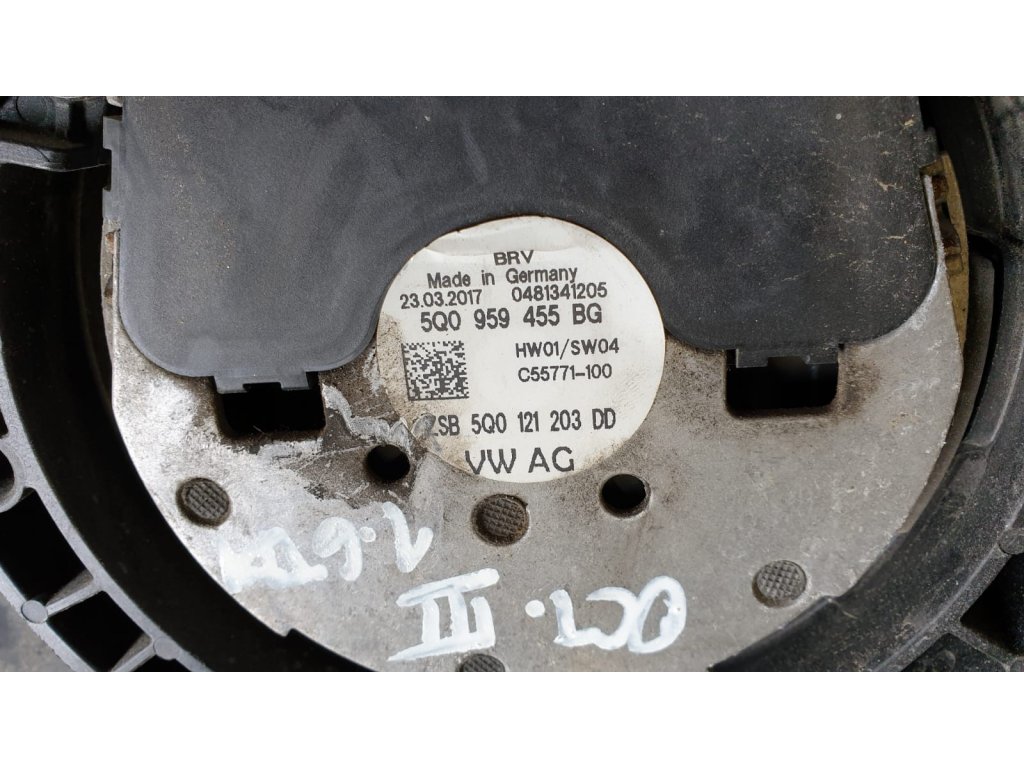 BRV
Made in Germany
23.03.2017 0481341205
5Q0 959 455 BG
HW01/SW04
C55771-100
ZSB 5Q0 121 203 DD
VW AG
OCT. III
1.6TDI